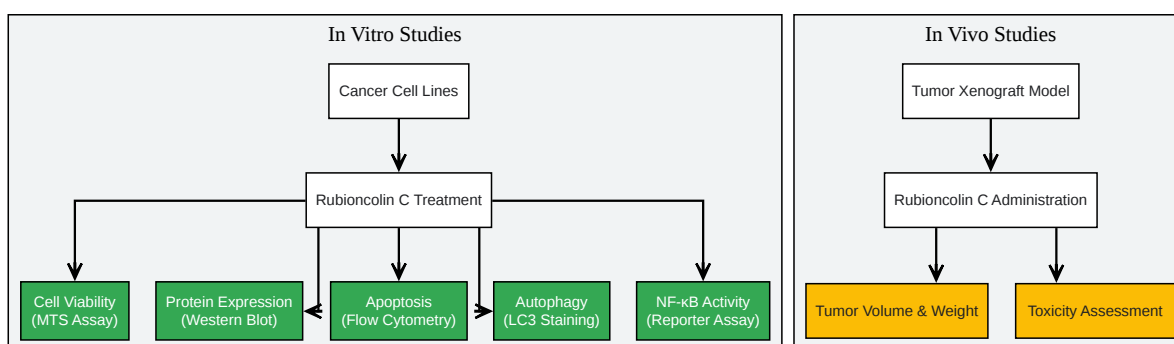 In Vitro Studies
Cancer Cell Lines
Rubioncolin C Treatment
Cell Viability
(MTS Assay)
Protein Expression
(Western Blot)
Apoptosis
(Flow Cytometry)
Autophagy
(LC3 Staining)
NF-κB Activity
(Reporter Assay)
In Vivo Studies
Tumor Xenograft Model
Rubioncolin C Administration
Tumor Volume & Weight
Toxicity Assessment